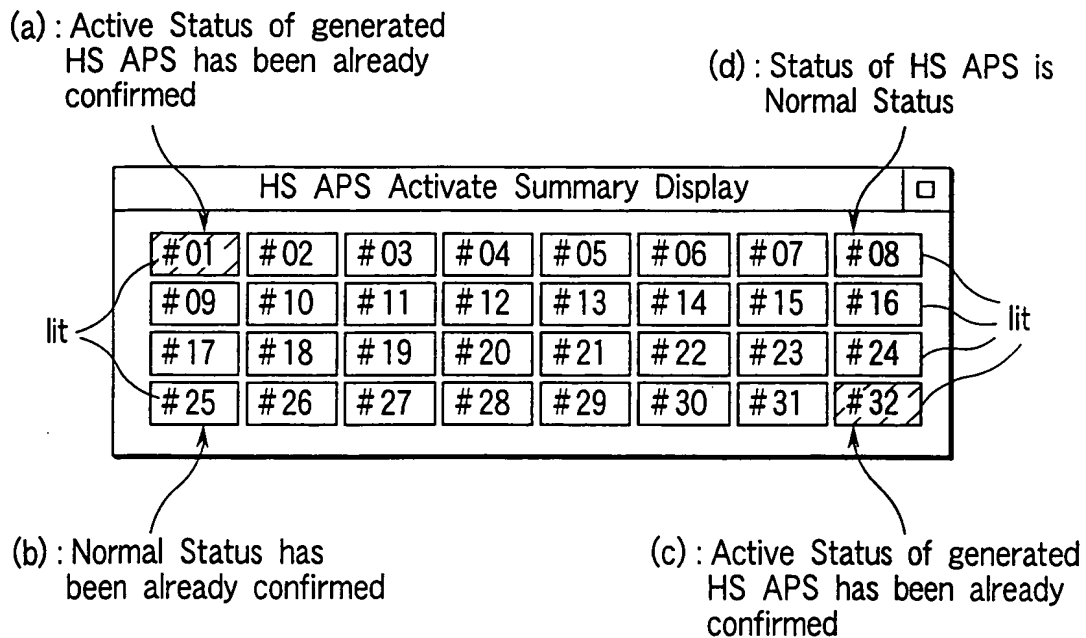 (a) : Active Status of generated
HS APS has been already
confirmed
(d) : Status of HS APS is
Normal Status
HS APS Activate Summary Display
#01 #02 #03 #04 #05 #06 #07 #08
#09 #10 #11 #12 #13 #14 #15 #16
lit
lit
#17 #18 #19 #20 #21 #22 #23 #24
#25 #26 #27 #28 #29 #30 #31 #32
(b) : Normal Status has
been already confirmed
(c) : Active Status of generated
HS APS has been already
confirmed